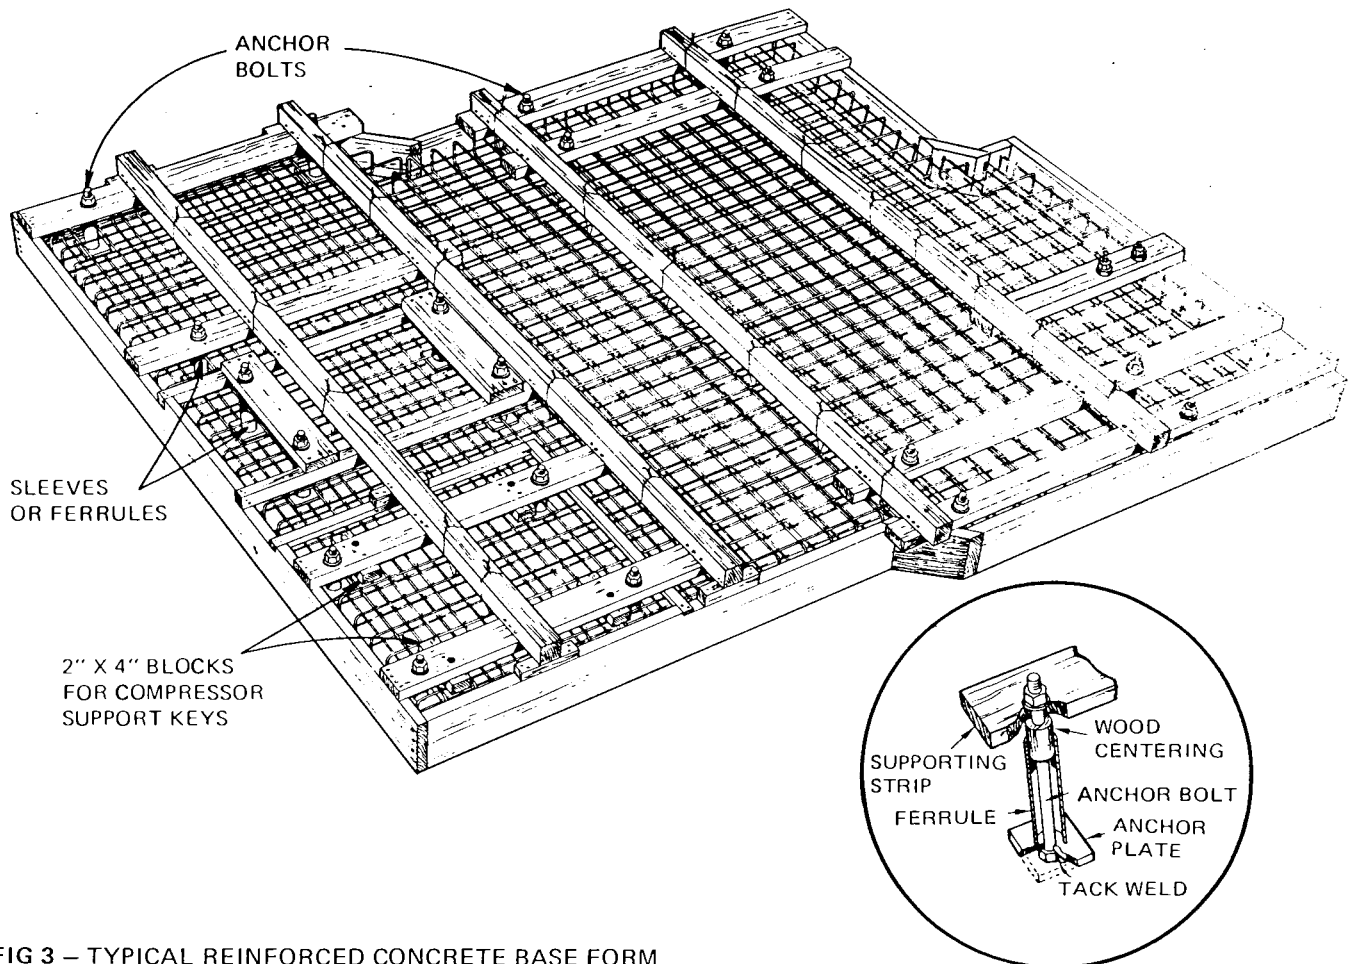 ANCHOR
BOLTS
SLEEVES
OR FERRULES
2" X 4" BLOCKS
FOR COMPRESSOR
SUPPORT KEYS
WOOD
CENTERING
SUPPORTING
STRIP
ANCHOR BOLT
FERRULE
ANCHOR
PLATE
TACK WELD
FIG 3 – TYPICAL REINFORCED CONCRETE BASE FORM